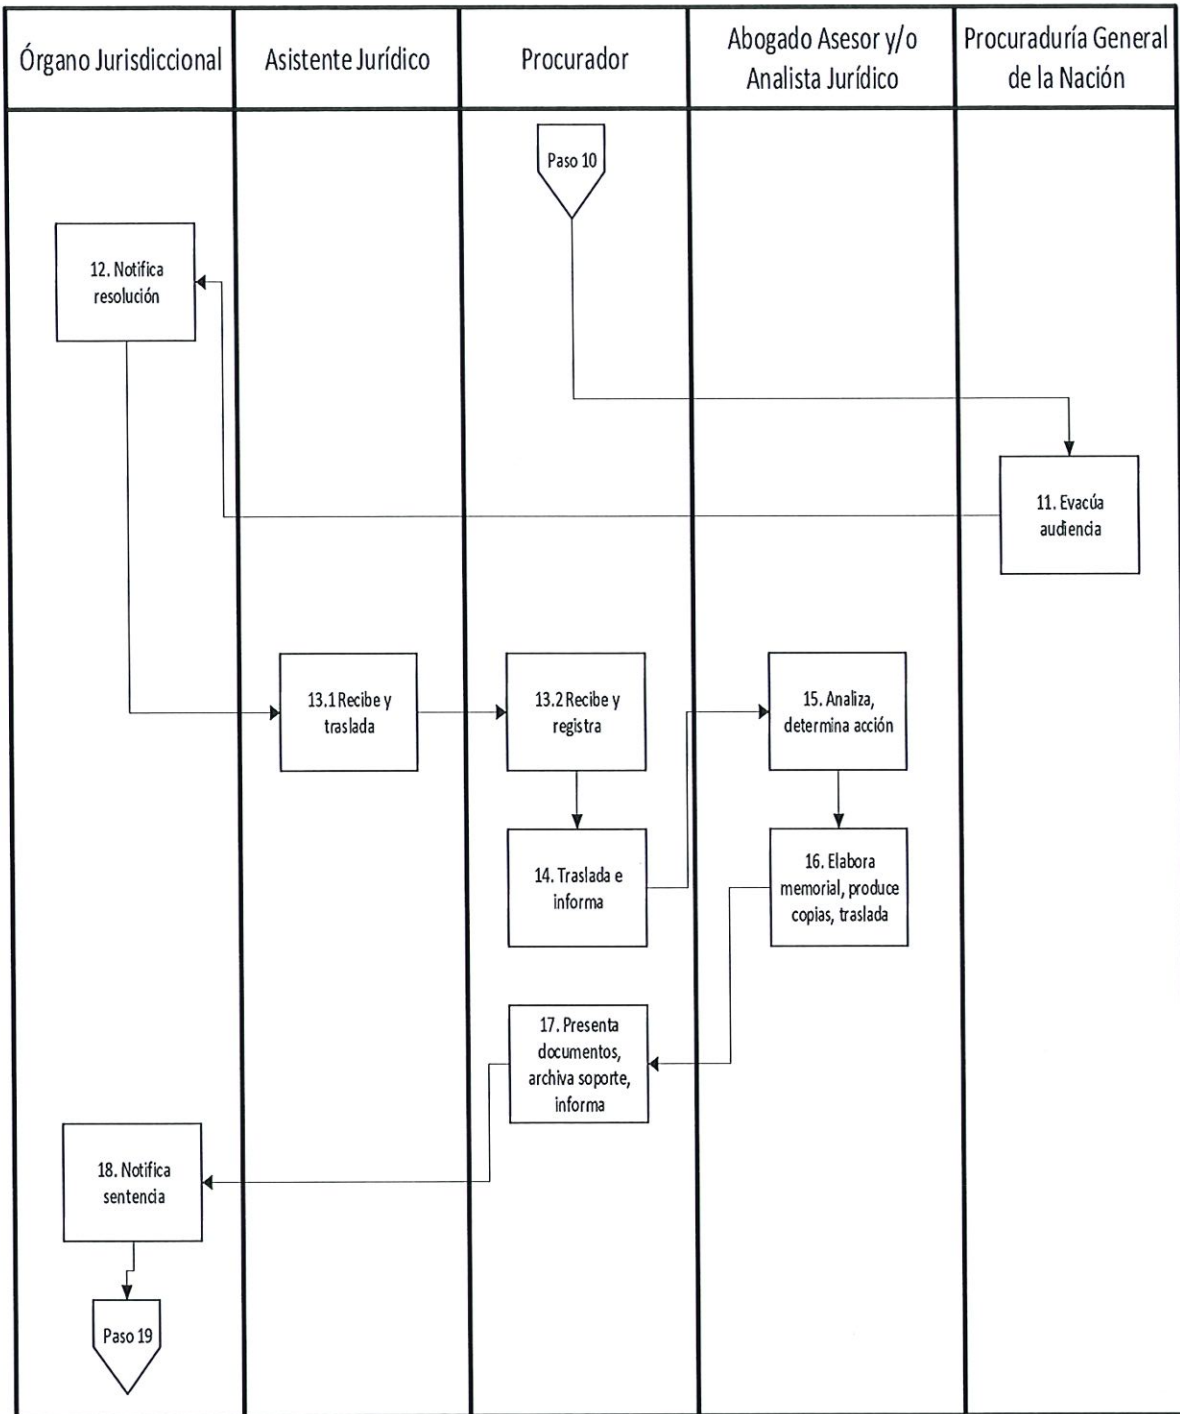 Órgano Jurisdiccional
Asistente Jurídico
Procurador
Abogado Asesor y/o
Analista Jurídico
Procuraduría General
de la Nación
Paso 10
12. Notifica
resolución
11. Evacúa
audiencia
13.1 Recibe y
traslada
13.2 Recibe y
registra
15. Analiza,
determina acción
14. Traslada e
informa
16. Elabora
memorial, produce
copias, traslada
17. Presenta
documentos,
archiva soporte,
informa
18. Notifica
sentencia
Paso 19